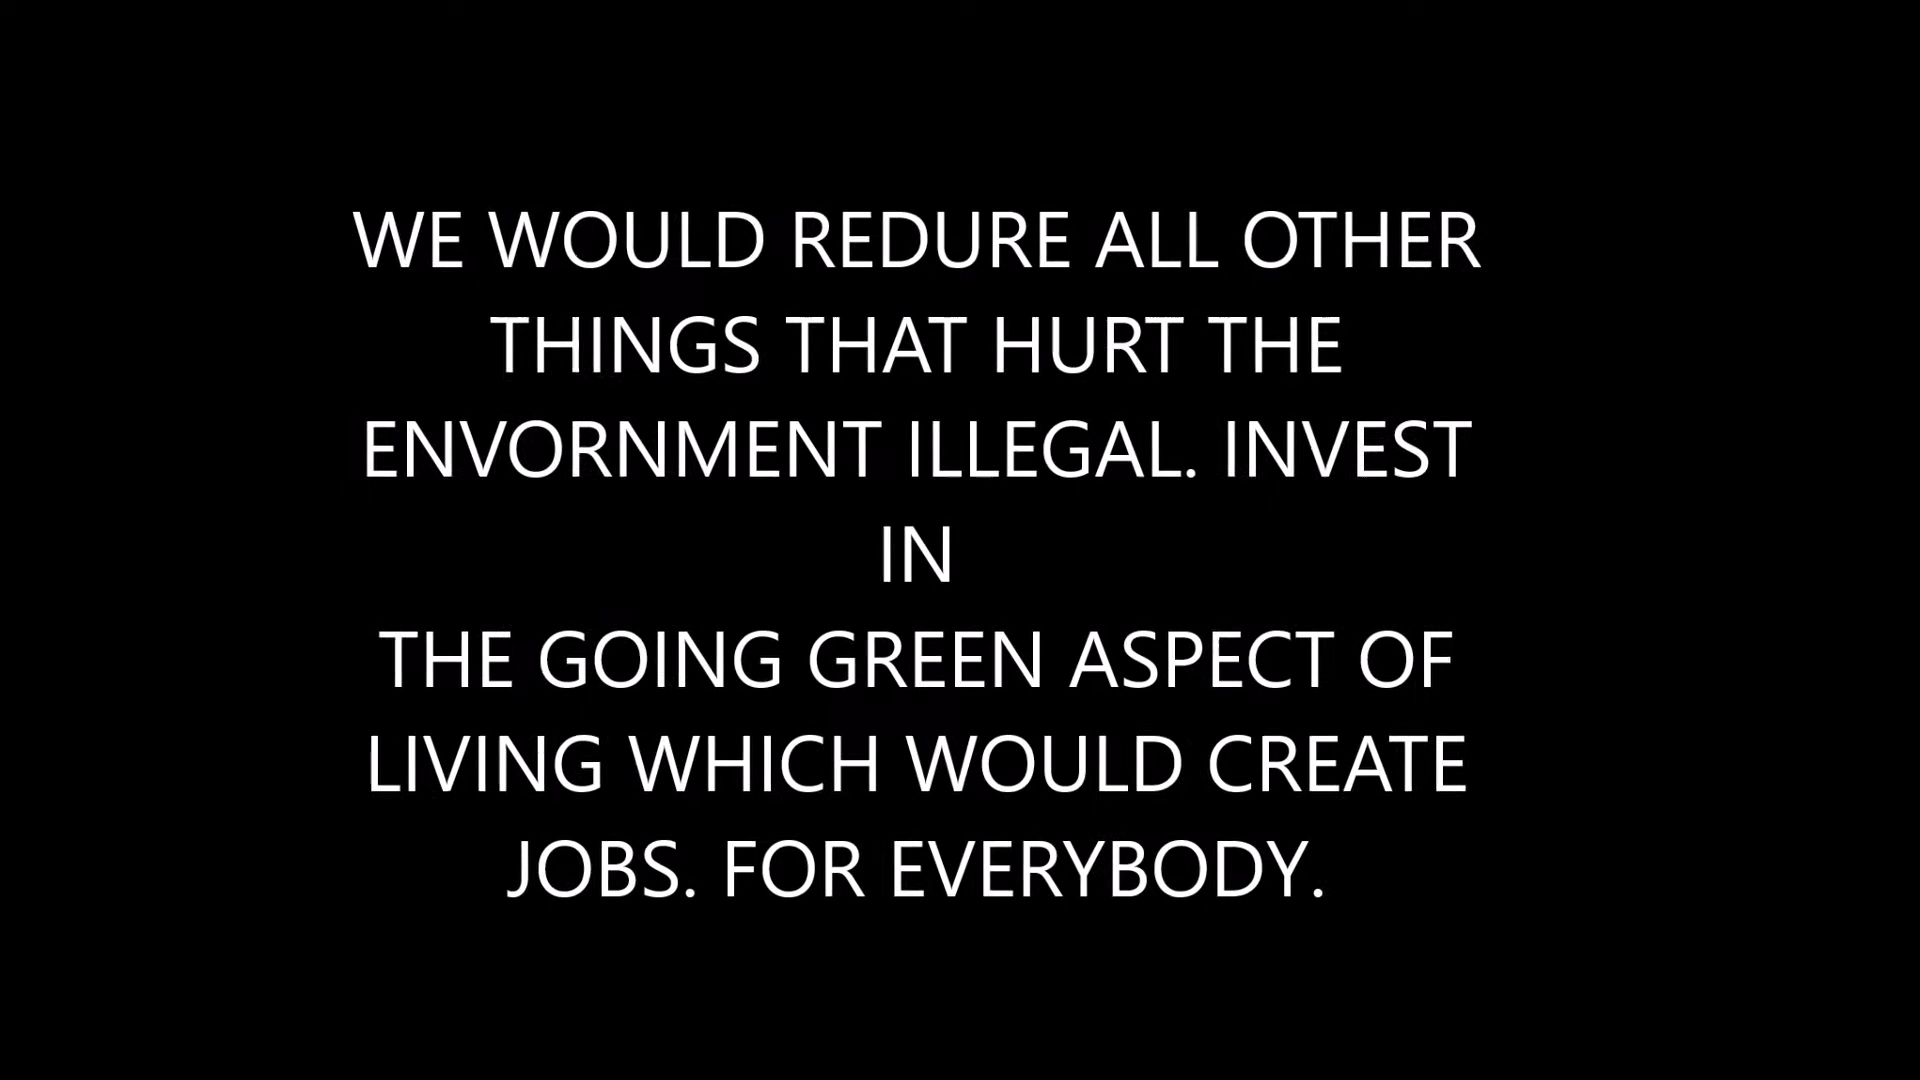 WE WOULD REDURE ALL OTHER
THINGS THAT HURT THE
ENVORNMENT ILLEGAL. INVEST
IN
THE GOING GREEN ASPECT OF
LIVING WHICH WOULD CREATE
JOBS. FOR EVERYBODY.